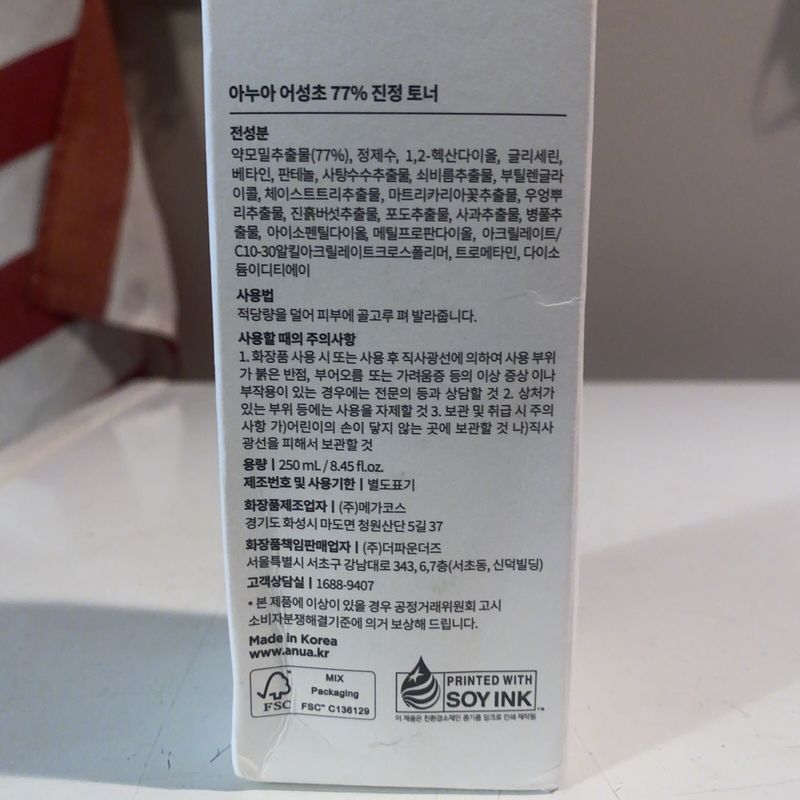 아누아 어성초 77% 진정 토너
전성분
약모밀추출물(77%), 정제수, 1,2-헥산다이올, 글리세린,
베타인, 판테놀, 사탕수수추출물, 쇠비름추출물, 부틸렌글라
이콜, 체이스트트리추출물, 마트리카리아꽃추출물, 우엉뿌
리추출물, 진흙버섯추출물, 포도추출물, 사과추출물, 병풀추
출물, 아이소펜틸다이올, 메틸프로판다이올, 아크릴레이트/
C10-30알킬아크릴레이트크로스폴리머, 트로메타민, 다이소
듐이디티에이
사용법
적당량을 덜어 피부에 골고루 펴 발라줍니다.
사용할 때의 주의사항
1. 화장품 사용 시 또는 사용 후 직사광선에 의하여 사용 부위
가 붉은 반점, 부어오름 또는 가려움증 등의 이상 증상 이나
부작용이 있는 경우에는 전문의 등과 상담할 것 2. 상처가
있는 부위 등에는 사용을 자제할 것 3. 보관 및 취급 시 주의
사항 가)어린이의 손이 닿지 않는 곳에 보관할 것 나)직사
광선을 피해서 보관할 것
용량 | 250 mL / 8.45 fl.oz.
제조번호 및 사용기한 | 별도표기
화장품제조업자 | (주)메가코스
경기도 화성시 마도면 청원산단 5길 37
화장품책임판매업자 | (주)더파운더즈
서울특별시 서초구 강남대로 343, 6,7층(서초동, 신덕빌딩)
고객상담실 | 1688-9407
* 본 제품에 이상이 있을 경우 공정거래위원회 고시
소비자분쟁해결기준에 의거 보상해 드립니다.
Made in Korea
www.anua.kr
FSC™
MIX
Packaging
FSC™ C136129
PRINTED WITH
SOY INK™
이 제품은 친환경소재인 콩기름 잉크로 인쇄 제작됨